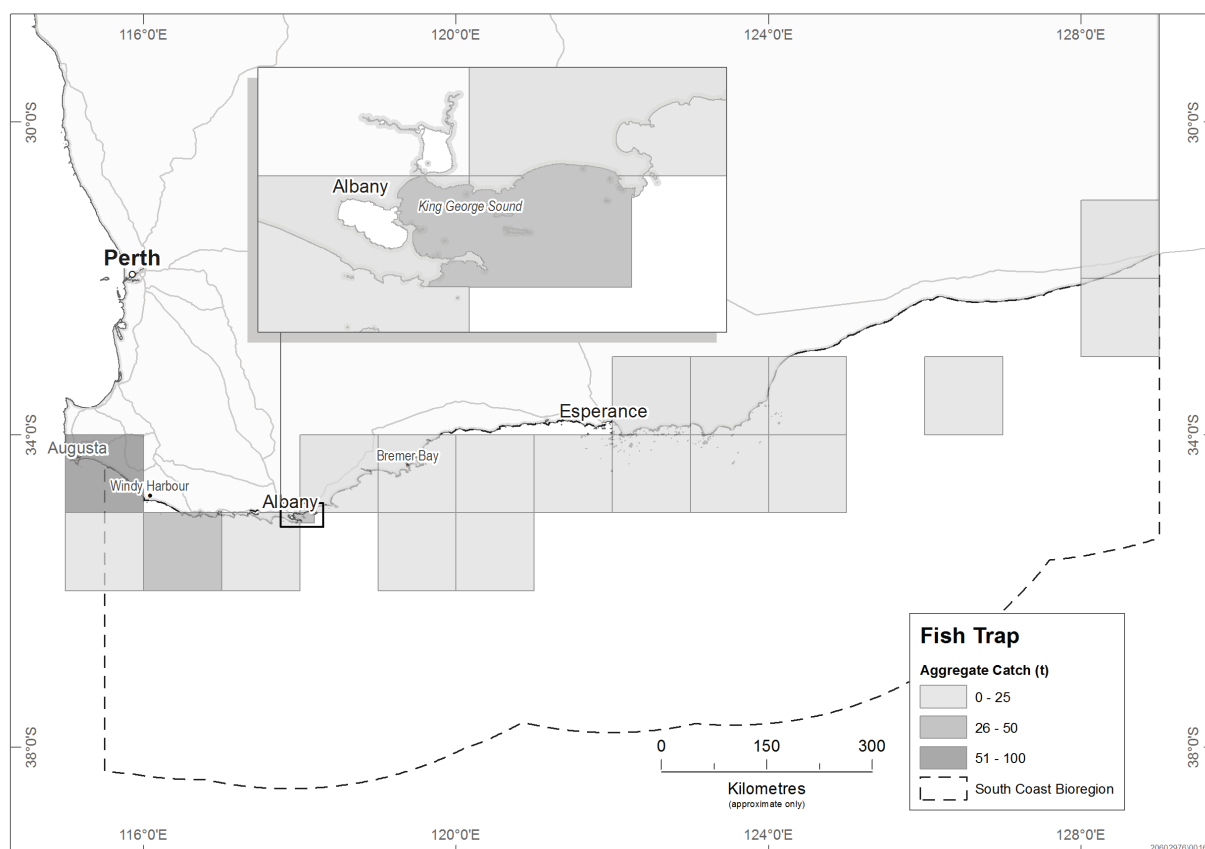 116°0'E
120°0'E
124°0'E
128°0'E
30°0'S
30°0'S
Albany
King George Sound
Perth
Esperance
34°0'S
34°0'S
Augusta
Bremer Bay
Windy Harbour
Albany
Fish Trap
Aggregate Catch (t)
0 - 25
26 - 50
51 - 100
South Coast Bioregion
38°0'S
38°0'S
0 150 300
Kilometres
(approximate only)
116°0'E
120°0'E
124°0'E
128°0'E